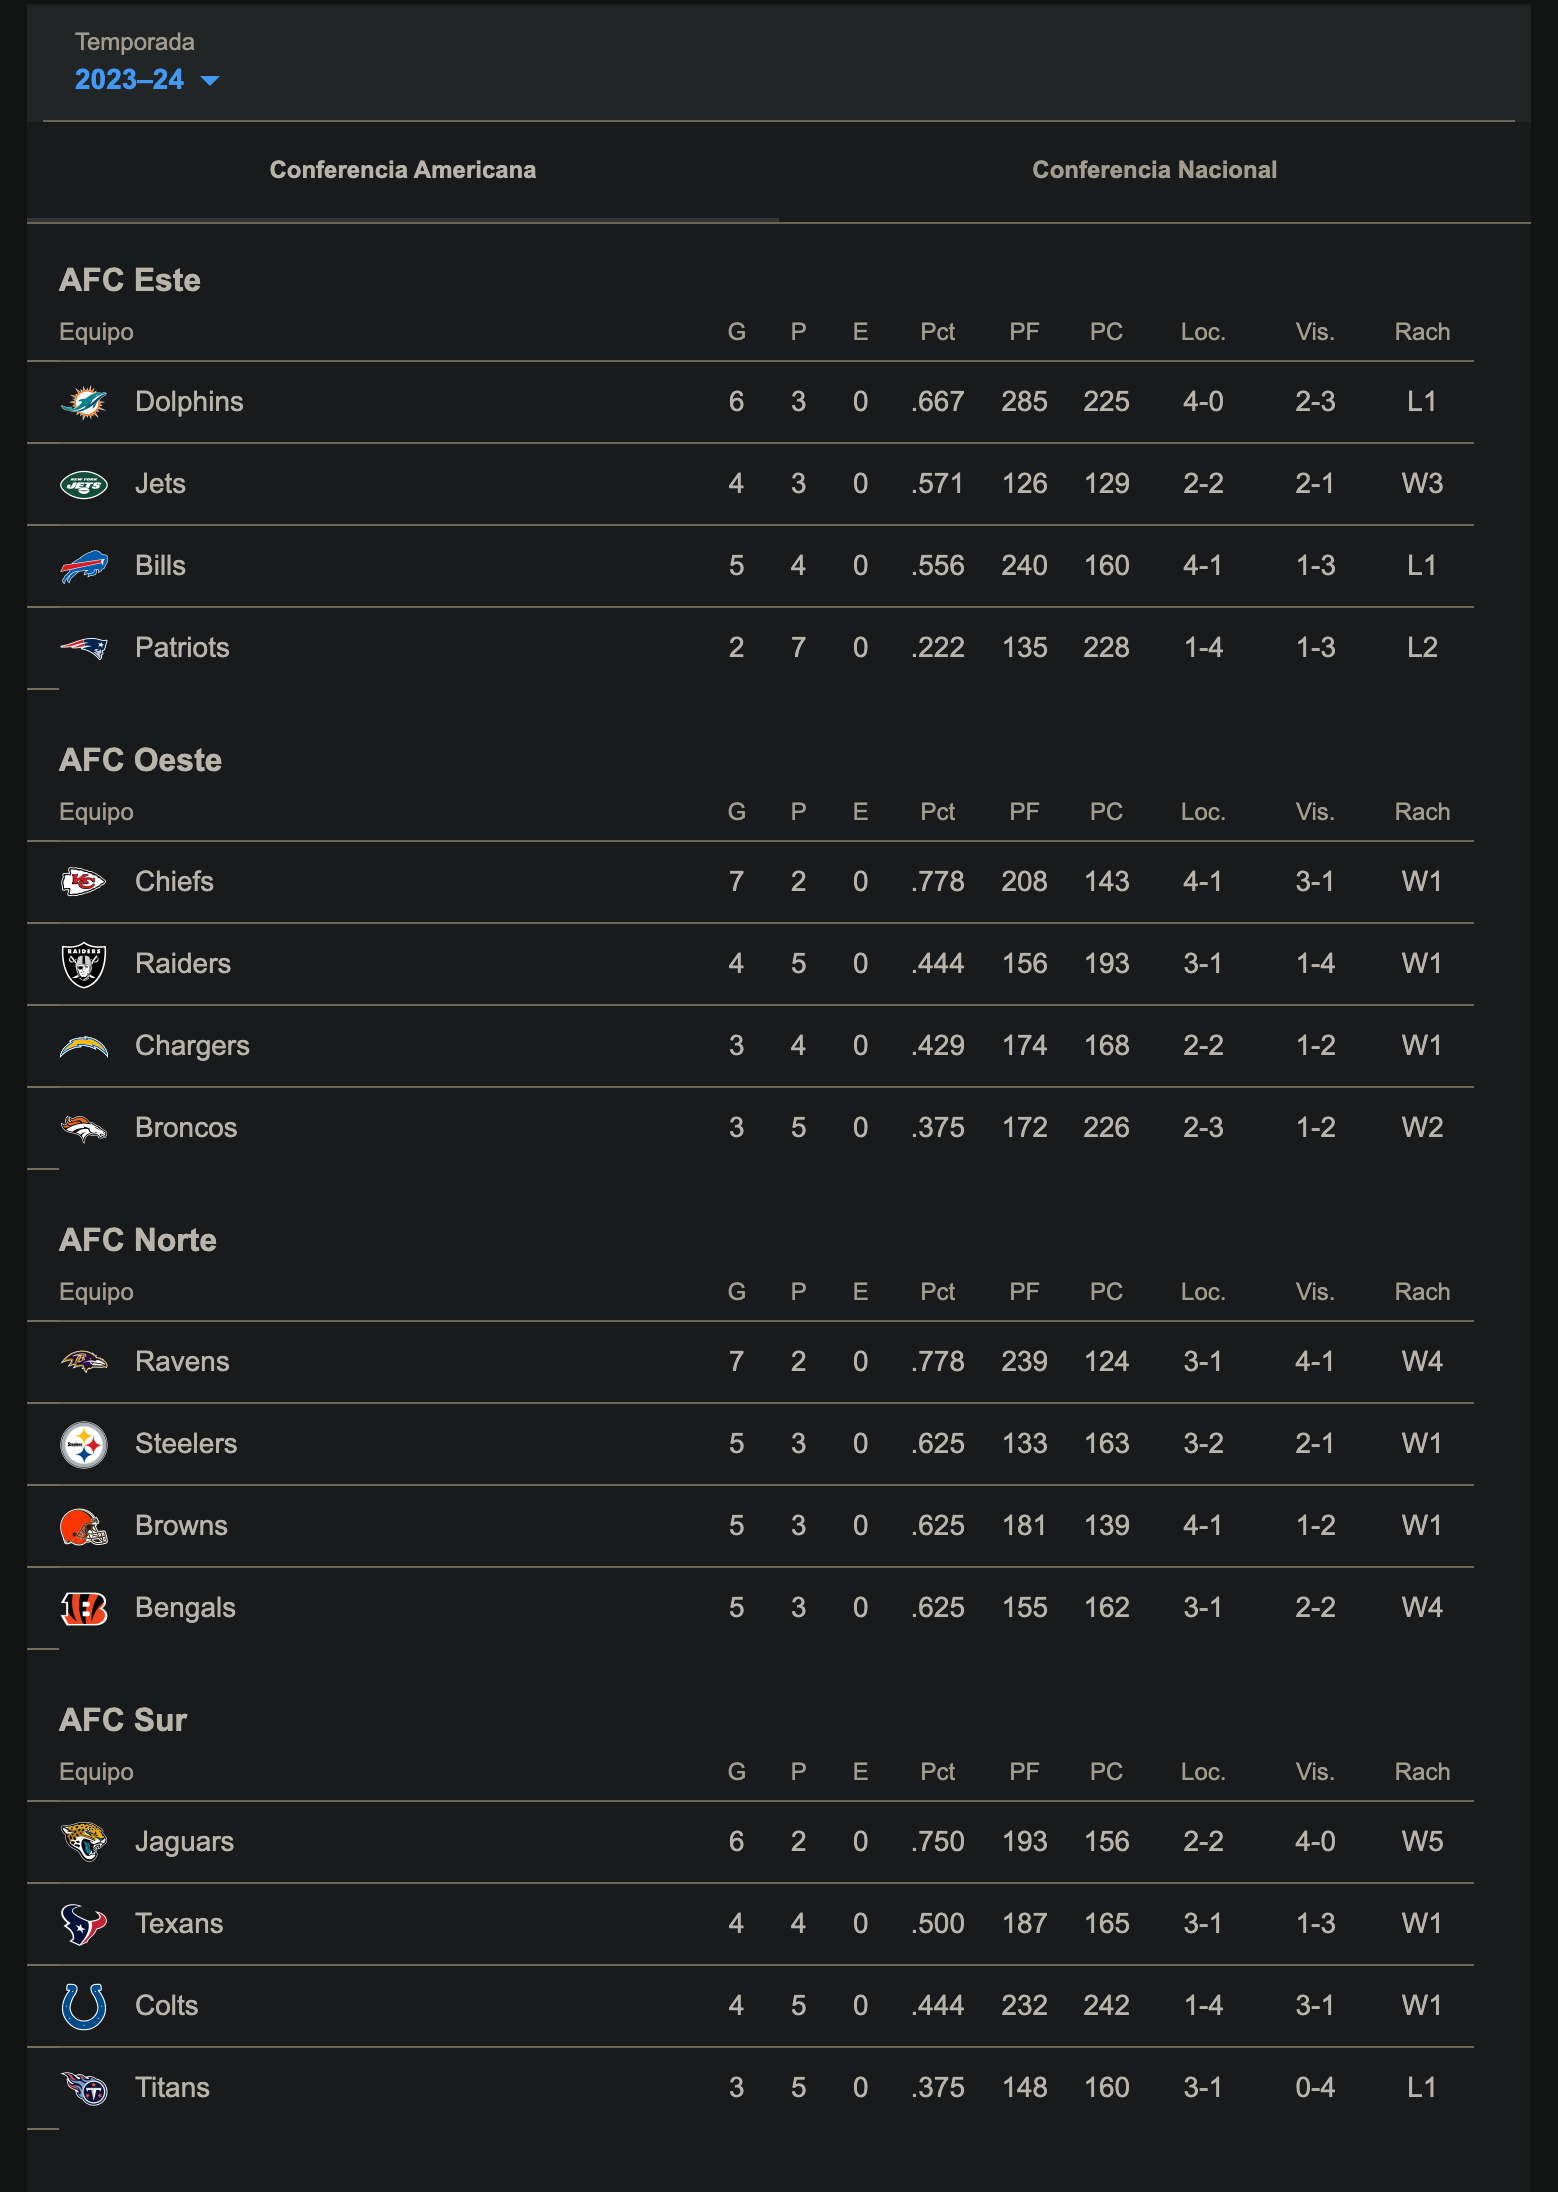 Temporada
2023–24
Conferencia Americana Conferencia Nacional
AFC Este
Equipo G P E Pct PF PC Loc. Vis. Rach
Dolphins 6 3 0 .667 285 225 4-0 2-3 L1
NEW YORK JETS Jets 4 3 0 .571 126 129 2-2 2-1 W3
Bills 5 4 0 .556 240 160 4-1 1-3 L1
Patriots 2 7 0 .222 135 228 1-4 1-3 L2
AFC Oeste
Equipo G P E Pct PF PC Loc. Vis. Rach
KC Chiefs 7 2 0 .778 208 143 4-1 3-1 W1
RAIDERS Raiders 4 5 0 .444 156 193 3-1 1-4 W1
Chargers 3 4 0 .429 174 168 2-2 1-2 W1
Broncos 3 5 0 .375 172 226 2-3 1-2 W2
AFC Norte
Equipo G P E Pct PF PC Loc. Vis. Rach
B Ravens 7 2 0 .778 239 124 3-1 4-1 W4
Steelers Steelers 5 3 0 .625 133 163 3-2 2-1 W1
Browns 5 3 0 .625 181 139 4-1 1-2 W1
B Bengals 5 3 0 .625 155 162 3-1 2-2 W4
AFC Sur
Equipo G P E Pct PF PC Loc. Vis. Rach
Jaguars 6 2 0 .750 193 156 2-2 4-0 W5
Texans 4 4 0 .500 187 165 3-1 1-3 W1
Colts 4 5 0 .444 232 242 1-4 3-1 W1
T Titans 3 5 0 .375 148 160 3-1 0-4 L1